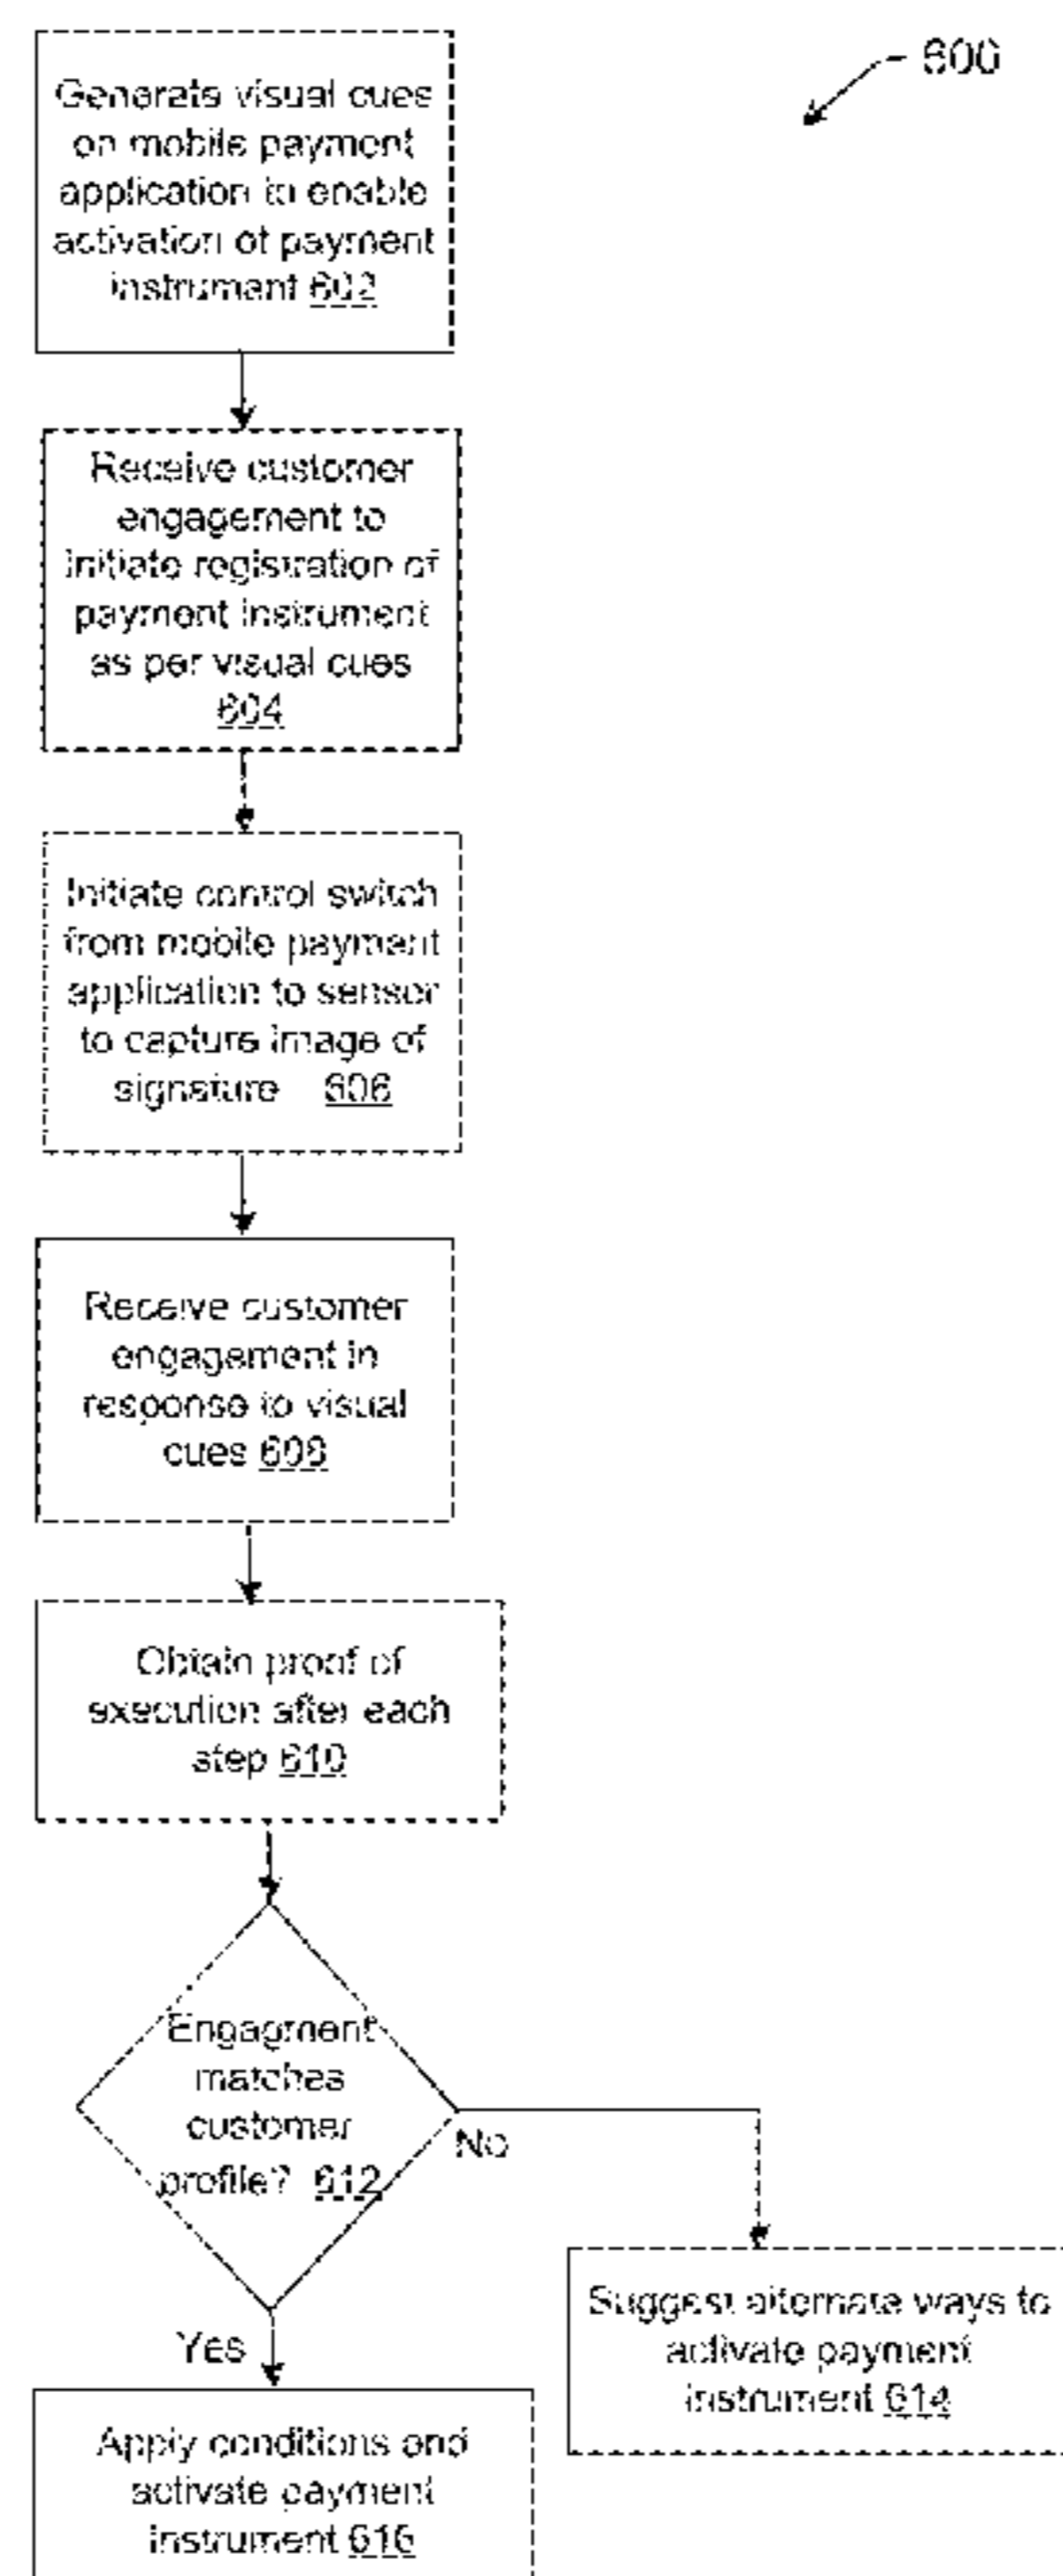 600
Generate visual cues
on mobile payment
application to enable
activation of payment
instrument 602
Receive customer
engagement to
initiate registration of
payment instrument
as per visual cues
604
Initiate control switch
from mobile payment
application to sensor
to capture image of
signature 606
Receive customer
engagement in
response to visual
cues 608
Obtain proof of
execution after each
step 610
Engagment
matches
customer
profile? 612
No
Yes
Suggest alternate ways to
activate payment
instrument 614
Apply conditions and
activate payment
instrument 616